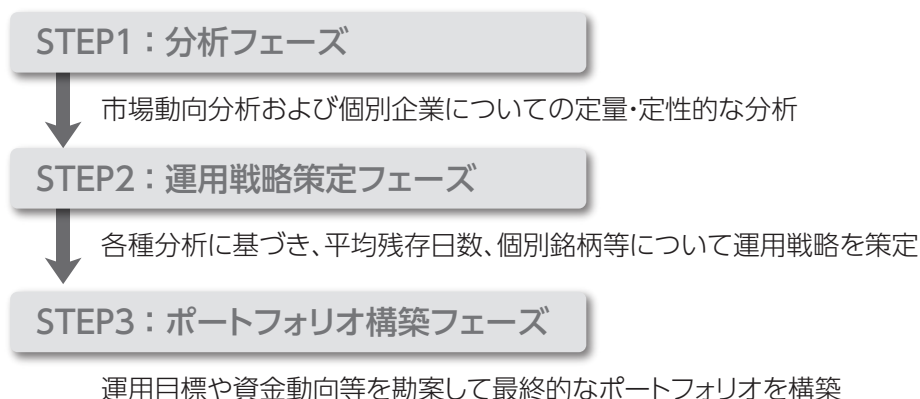 STEP1：分析フェーズ
市場動向分析および個別企業についての定量・定性的な分析
STEP2：運用戦略策定フェーズ
各種分析に基づき、平均残存日数、個別銘柄等について運用戦略を策定
STEP3：ポートフォリオ構築フェーズ
運用目標や資金動向等を勘案して最終的なポートフォリオを構築